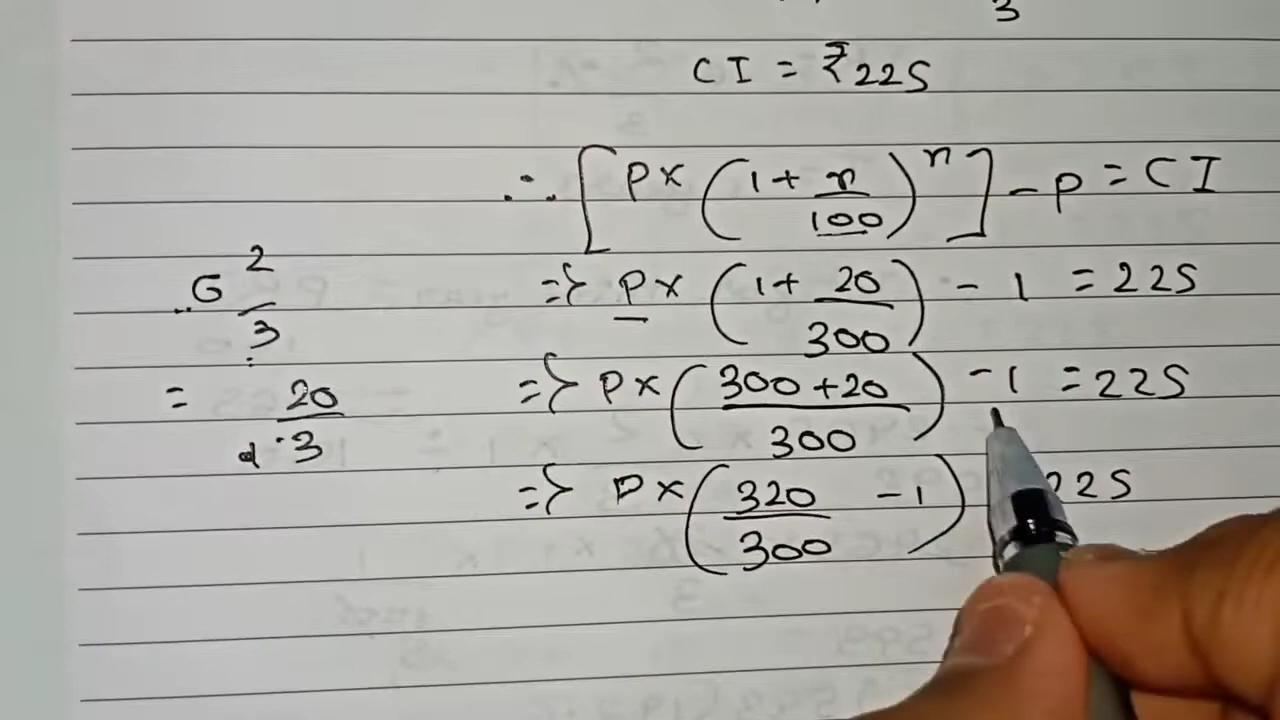 3
CI = ₹225
∴ [P× (1 + r/100)^n] - P = CI
6 2/3
=> P× (1 + 20/300) - 1 = 225
= 20/3
=> P× (300 + 20/300) - 1 = 225
=> P× (320/300 - 1) 225